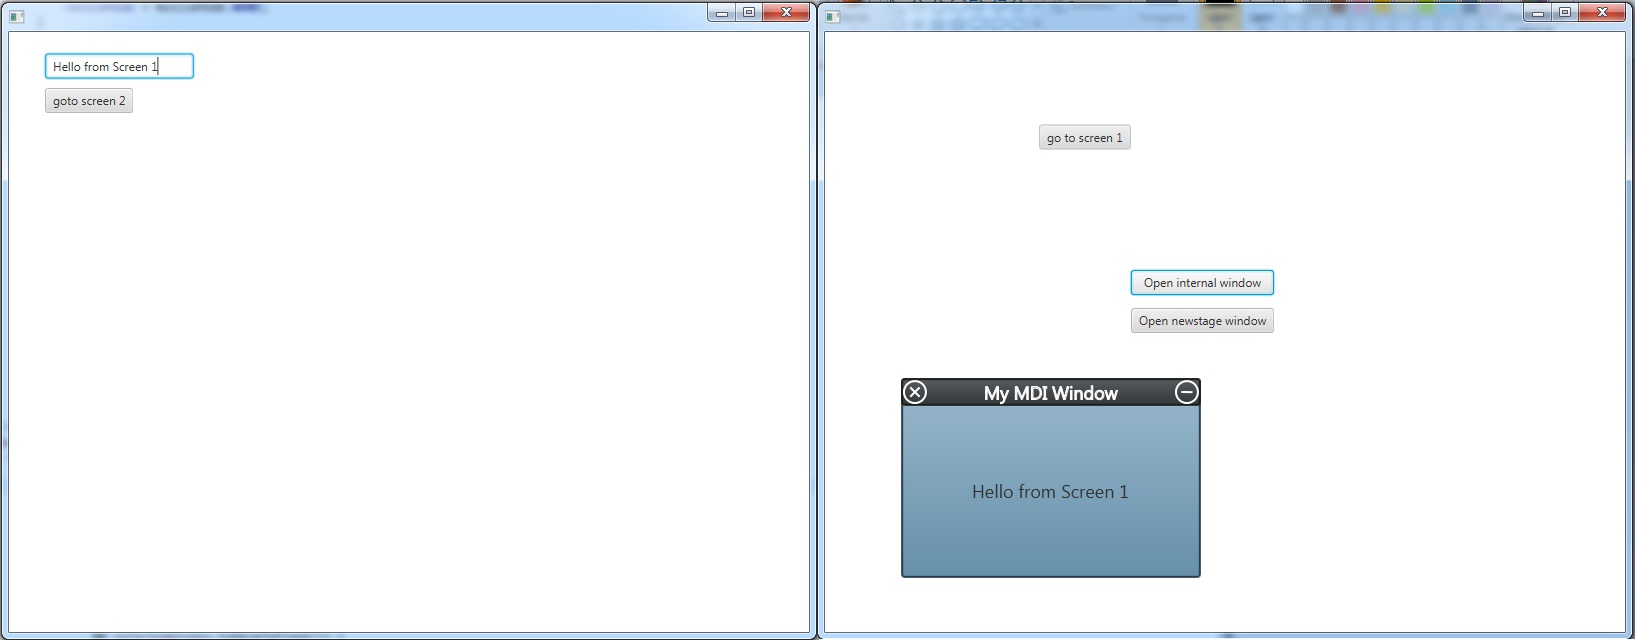 Hello from Screen 1
goto screen 2
go to screen 1
Open internal window
Open newstage window
My MDI Window
Hello from Screen 1